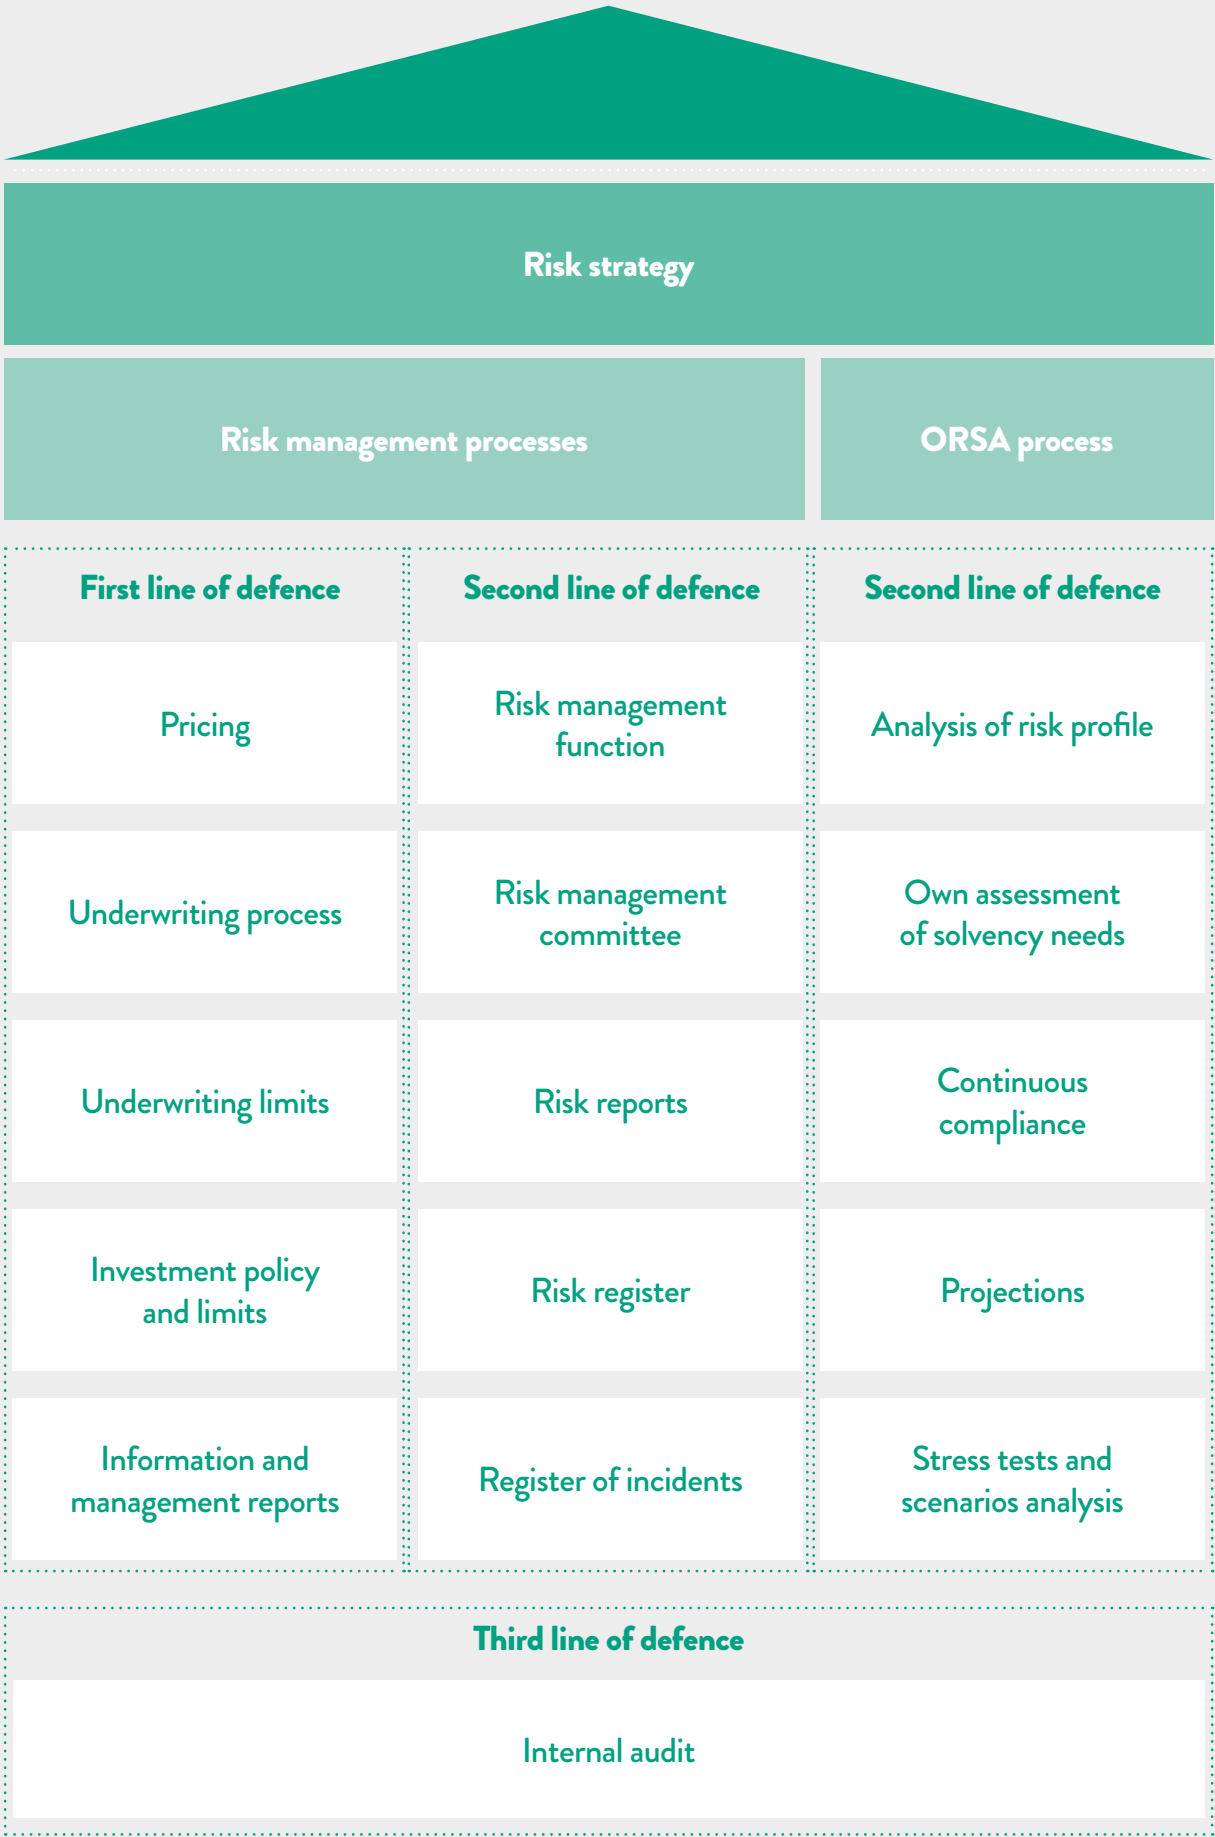 Risk strategy
Risk management processes
ORSA process
First line of defence
Pricing
Underwriting process
Underwriting limits
Investment policy
and limits
Information and
management reports
Second line of defence
Risk management
function
Risk management
committee
Risk reports
Risk register
Register of incidents
Second line of defence
Analysis of risk profile
Own assessment
of solvency needs
Continuous
compliance
Projections
Stress tests and
scenarios analysis
Third line of defence
Internal audit